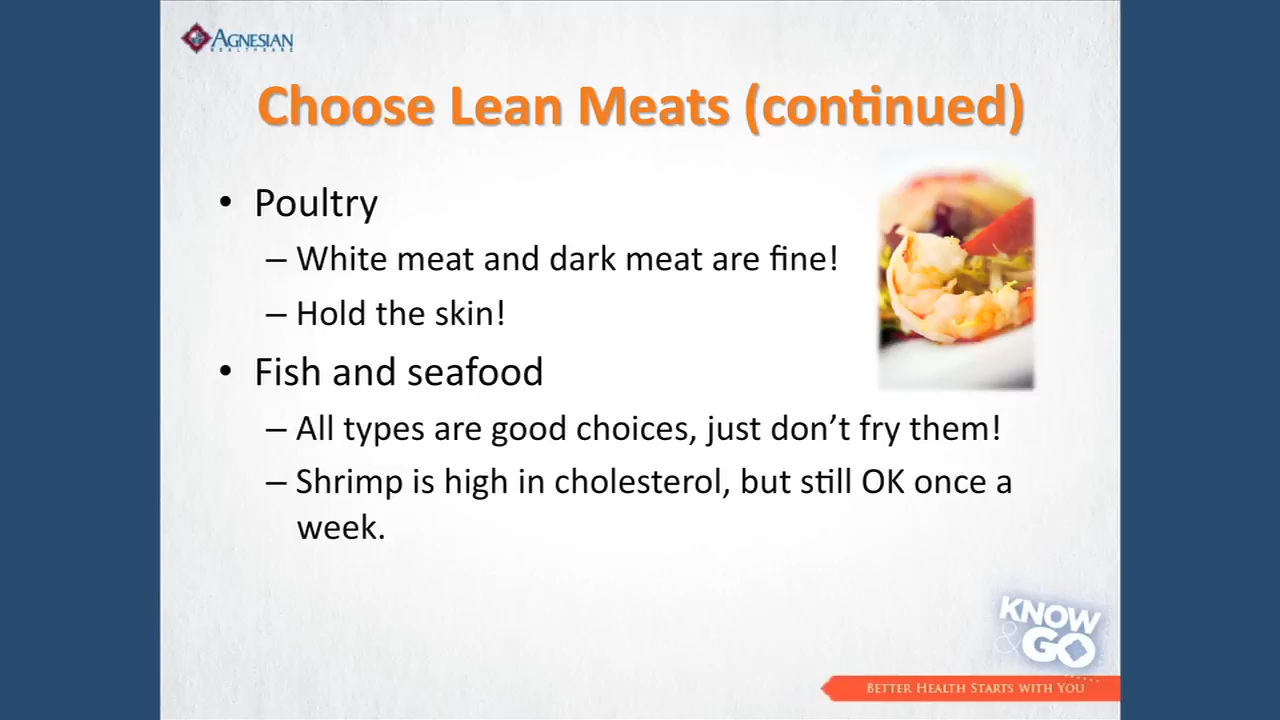 AGNESIAN
HEALTHCARE
Choose Lean Meats (continued)
• Poultry
– White meat and dark meat are fine!
– Hold the skin!
• Fish and seafood
– All types are good choices, just don’t fry them!
– Shrimp is high in cholesterol, but still OK once a
week.
KNOW
& GO
BETTER HEALTH STARTS WITH YOU